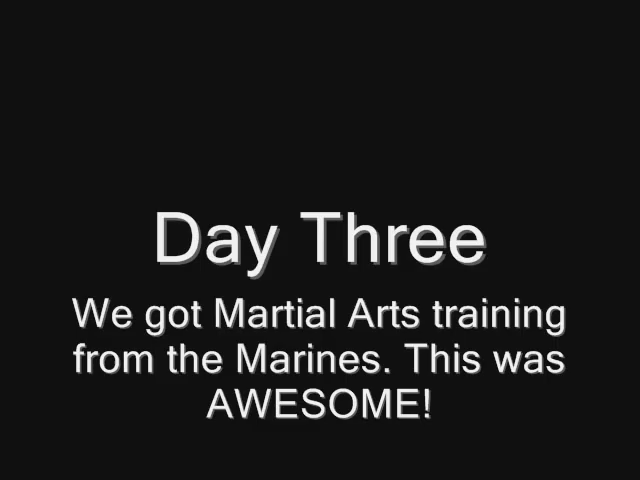 Day Three
We got Martial Arts training
from the Marines. This was
AWESOME!